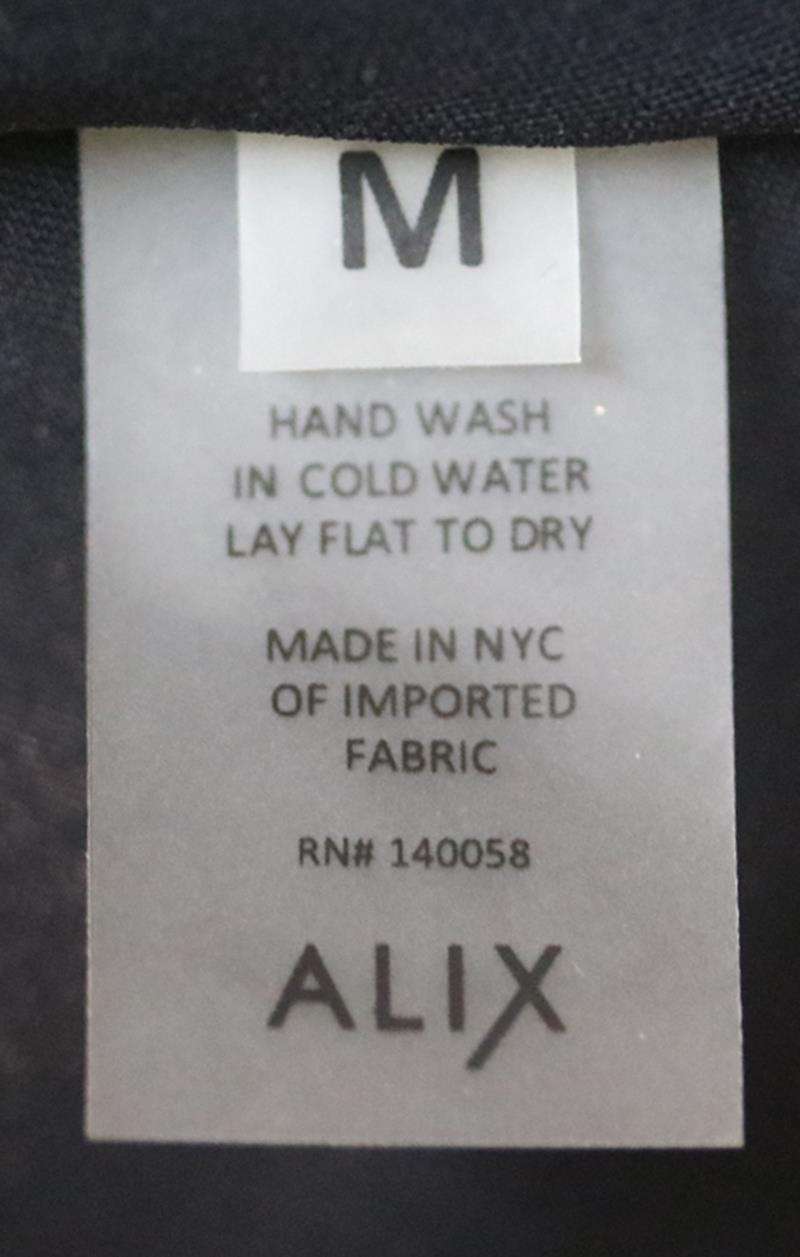 M
HAND WASH
IN COLD WATER
LAY FLAT TO DRY
MADE IN NYC
OF IMPORTED
FABRIC
RN# 140058
ALIX